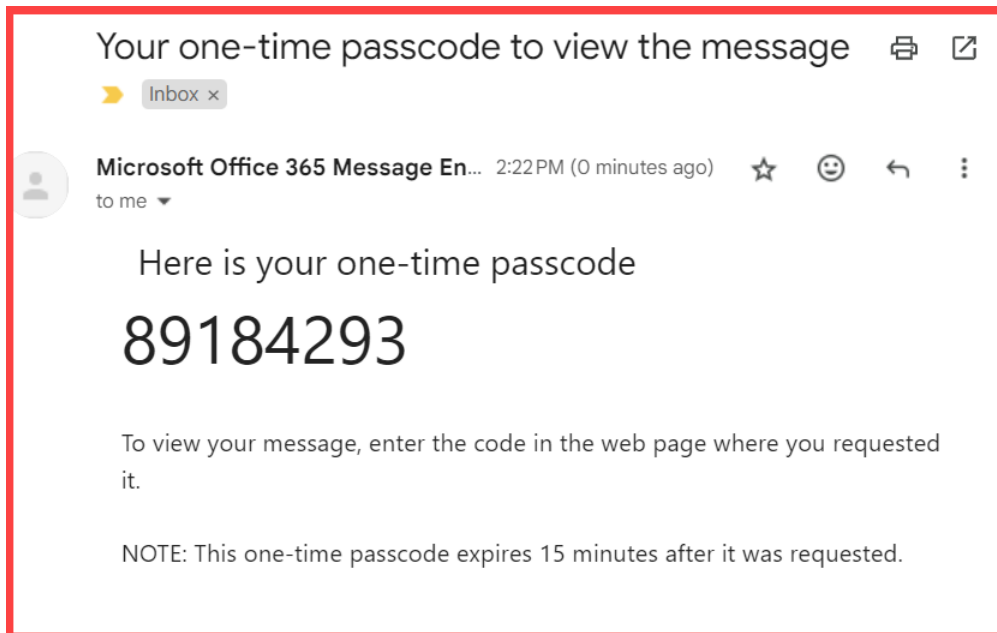 Your one-time passcode to view the message
Inbox ×
Microsoft Office 365 Message En... 2:22 PM (0 minutes ago)
to me
Here is your one-time passcode
89184293
To view your message, enter the code in the web page where you requested
it.
NOTE: This one-time passcode expires 15 minutes after it was requested.